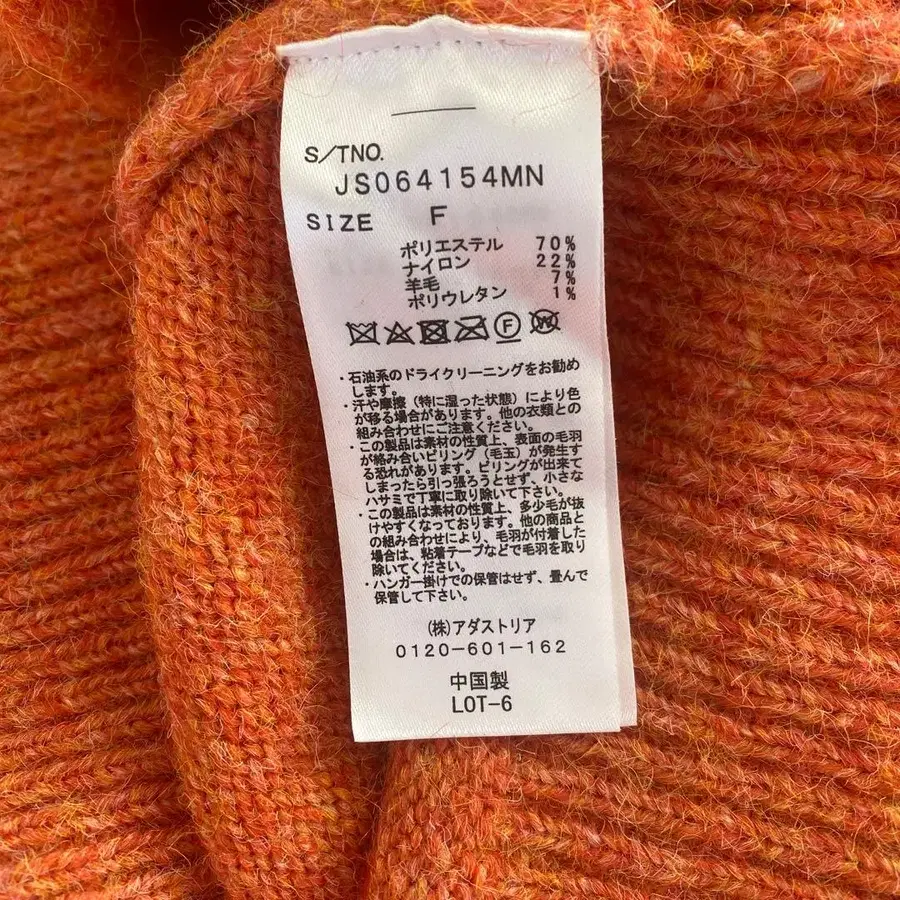 S/TNO.
JS064154MN
SIZE F
ポリエステル 70%
ナイロン 22%
羊毛 7%
ポリウレタン 1%
F W
・石油系のドライクリーニングをお勧め
します。
・汗や摩擦（特に湿った状態）により色
が移る場合があります。他の衣類との
組み合わせにご注意ください。
・この製品は素材の性質上、表面の毛羽
が絡み合いピリング（毛玉）が発生す
る恐れがあります。ピリングが出来て
しまったら引っ張ろうとせず、小さな
ハサミで丁寧に取り除いて下さい。
・この製品は素材の性質上、多少毛が抜
けやすくなっております。他の商品と
の組み合わせにより、毛羽が付着した
場合は、粘着テープなどで毛羽を取り
除いてください。
・ハンガー掛けでの保管はせず、畳んで
保管して下さい。
(株)アダストリア
0120-601-162
中国製
LOT-6